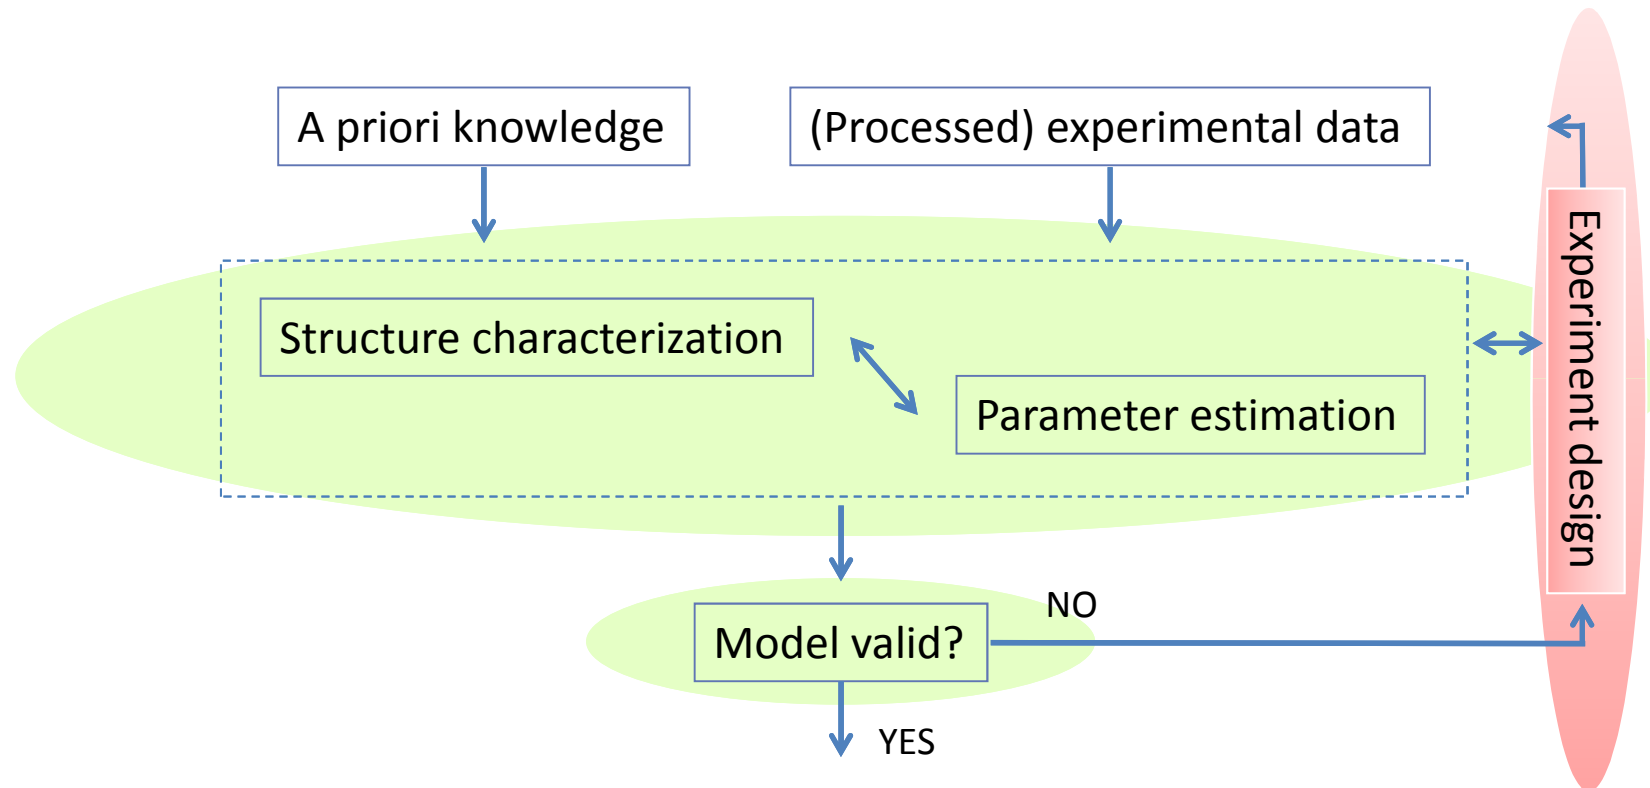 A priori knowledge
(Processed) experimental data
Structure characterization
Parameter estimation
Experiment design
Model valid?
NO
YES